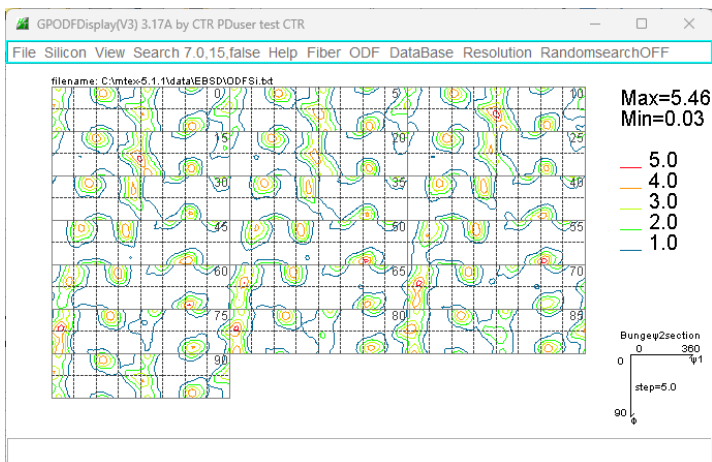 GPODFDisplay(V3) 3.17A by CTR PDuser test CTR
File Silicon View Search 7.0,15,false Help Fiber ODF DataBase Resolution RandomsearchOFF
filename: C:\mtex-5.1.1\data\EBSD\ODFSi.txt
0 5 10
15 20 25
30 35 40
45 50 55
60 65 70
75 80 85
90
Max=5.46
Min=0.03
5.0
4.0
3.0
2.0
1.0
Bungeψ2section
0 360
0 ψ1
step=5.0
90
Φ